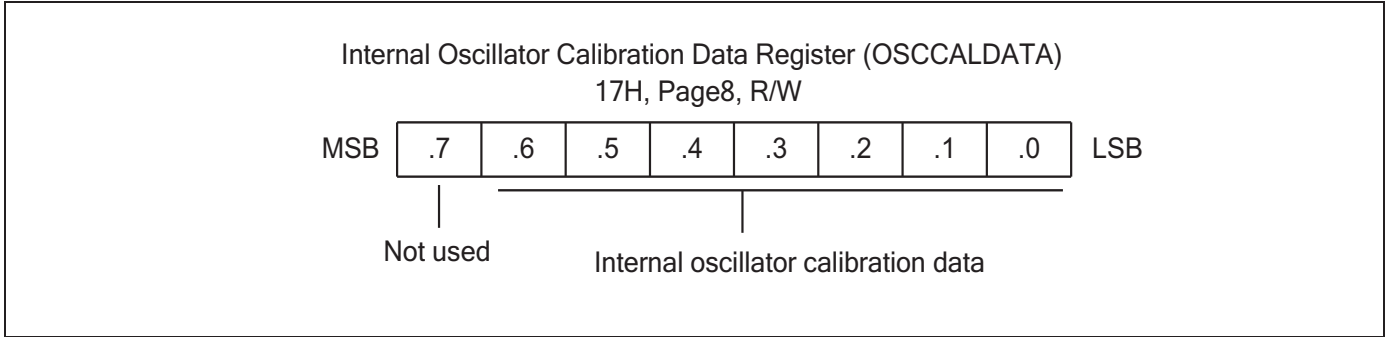 Internal Oscillator Calibration Data Register (OSCCALDATA)
17H, Page8, R/W
MSB .7 .6 .5 .4 .3 .2 .1 .0 LSB
Not used
Internal oscillator calibration data